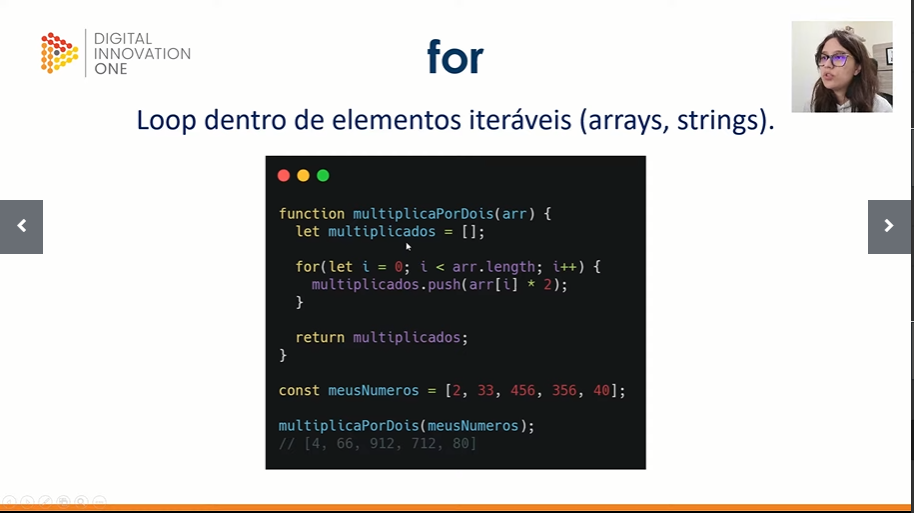 DIGITAL
INNOVATION
ONE
for
Loop dentro de elementos iteráveis (arrays, strings).
function multiplicaPorDois(arr) {
  let multiplicados = [];

  for(let i = 0; i < arr.length; i++) {
    multiplicados.push(arr[i] * 2);
  }

  return multiplicados;
}

const meusNumeros = [2, 33, 456, 356, 40];

multiplicaPorDois(meusNumeros);
// [4, 66, 912, 712, 80]